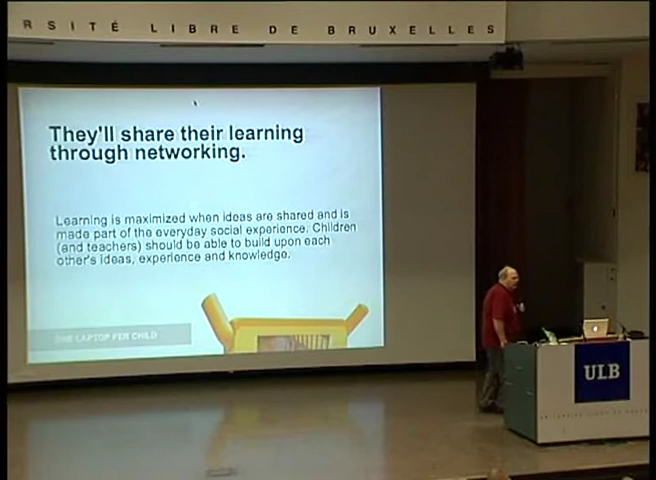 RSITÉ LIBRE DE BRUXELLES
They'll share their learning
through networking.
Learning is maximized when ideas are shared and is
made part of the everyday social experience. Children
(and teachers) should be able to build upon each
other's ideas, experience and knowledge.
ONE LAPTOP PER CHILD
ULB